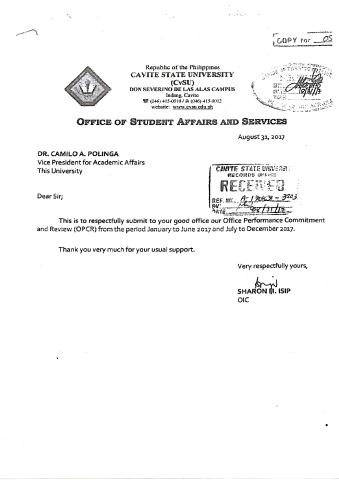 COPY for OS
Republic of the Philippines
CAVITE STATE UNIVERSITY
(CvSU)
DON SEVERINO DE LAS ALAS CAMPUS
Indang, Cavite
☎ (046) 415-0010 / (046) 415-0012
website: www.cvsu.edu.ph
OFFICE OF STUDENT AFFAIRS AND SERVICES
August 31, 2017
DR. CAMILO A. POLINGA
Vice President for Academic Affairs
This University
CAVITE STATE UNIVERSITY
RECORDS OFFICE
RECEIVED
REF. NO.
BY:
Dear Sir;
This is to respectfully submit to your good office our Office Performance Commitment
and Review (OPCR) from the period January to June 2017 and July to December 2017.
Thank you very much for your usual support.
Very respectfully yours,
SHARON M. ISIP
OIC